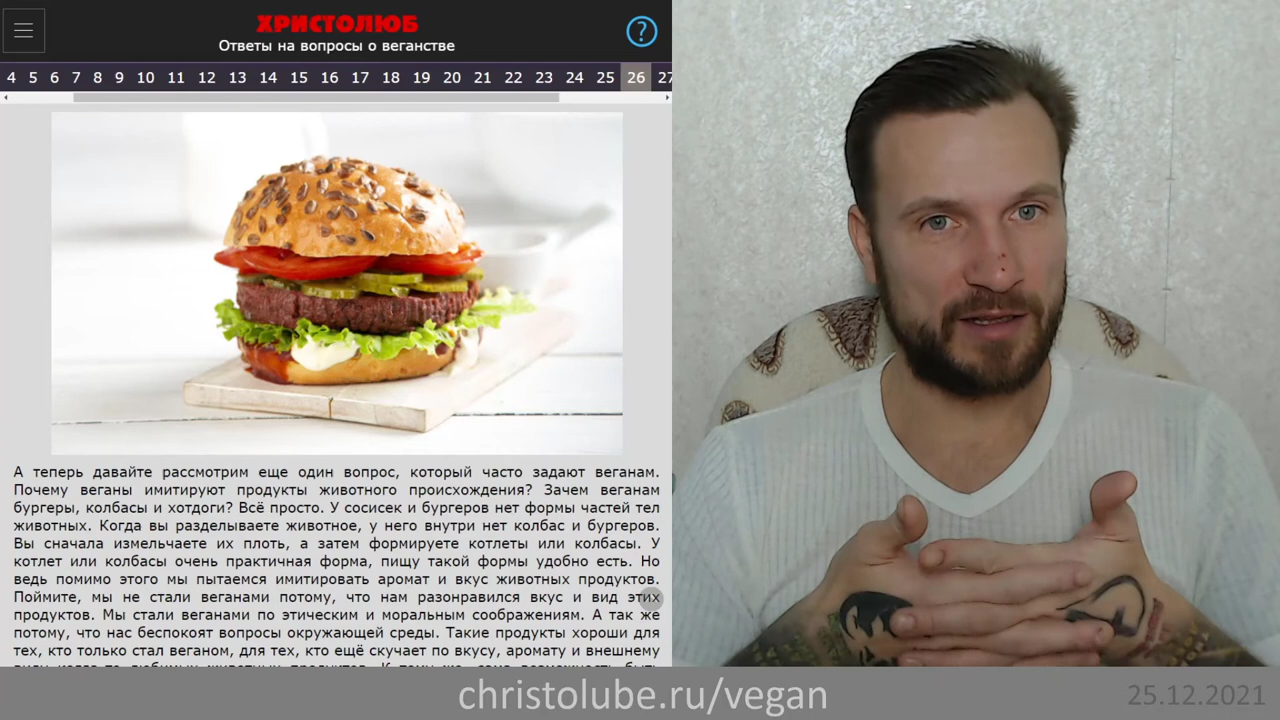 ХРИСТОЛЮБ
Ответы на вопросы о веганстве
?
4 5 6 7 8 9 10 11 12 13 14 15 16 17 18 19 20 21 22 23 24 25 26 27
А теперь давайте рассмотрим еще один вопрос, который часто задают веганам.
Почему веганы имитируют продукты животного происхождения? Зачем веганам
бургеры, колбасы и хотдоги? Всё просто. У сосисек и бургеров нет формы частей тел
животных. Когда вы разделываете животное, у него внутри нет колбас и бургеров.
Вы сначала измельчаете их плоть, а затем формируете котлеты или колбасы. У
котлет или колбасы очень практичная форма, пищу такой формы удобно есть. Но
ведь помимо этого мы пытаемся имитировать аромат и вкус животных продуктов.
Поймите, мы не стали веганами потому, что нам разонравился вкус и вид этих
продуктов. Мы стали веганами по этическим и моральным соображениям. А так же
потому, что нас беспокоят вопросы окружающей среды. Такие продукты хороши для
тех, кто только стал веганом, для тех, кто ещё скучает по вкусу, аромату и внешнему
christolube.ru/vegan
25.12.2021